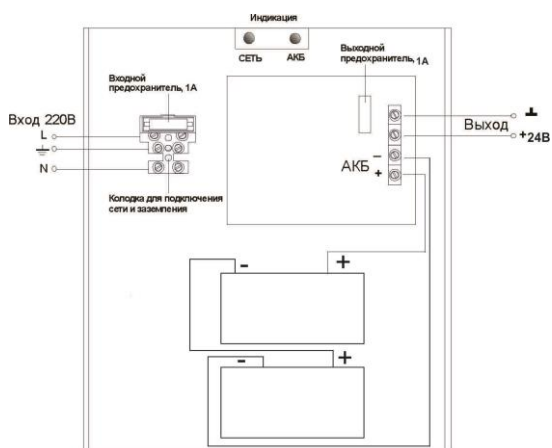 Индикация
СЕТЬ
АКБ
Выходной
предохранитель, 1А
Входной
предохранитель, 1А
Вход 220В
L
N
Выход
+24В
АКБ
–
+
Колодка для подключения
сети и заземления
-
+
-
+